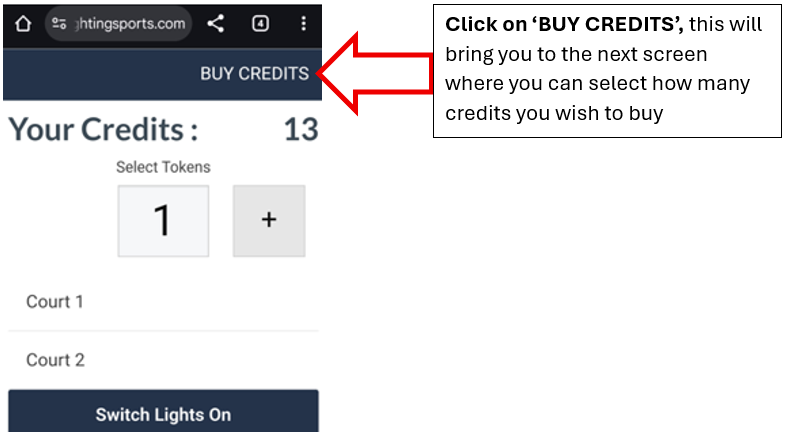 ghtingsports.com
4
BUY CREDITS
Your Credits : 13
Select Tokens
1 +
Court 1
Court 2
Switch Lights On
Click on ‘BUY CREDITS’, this will
bring you to the next screen
where you can select how many
credits you wish to buy